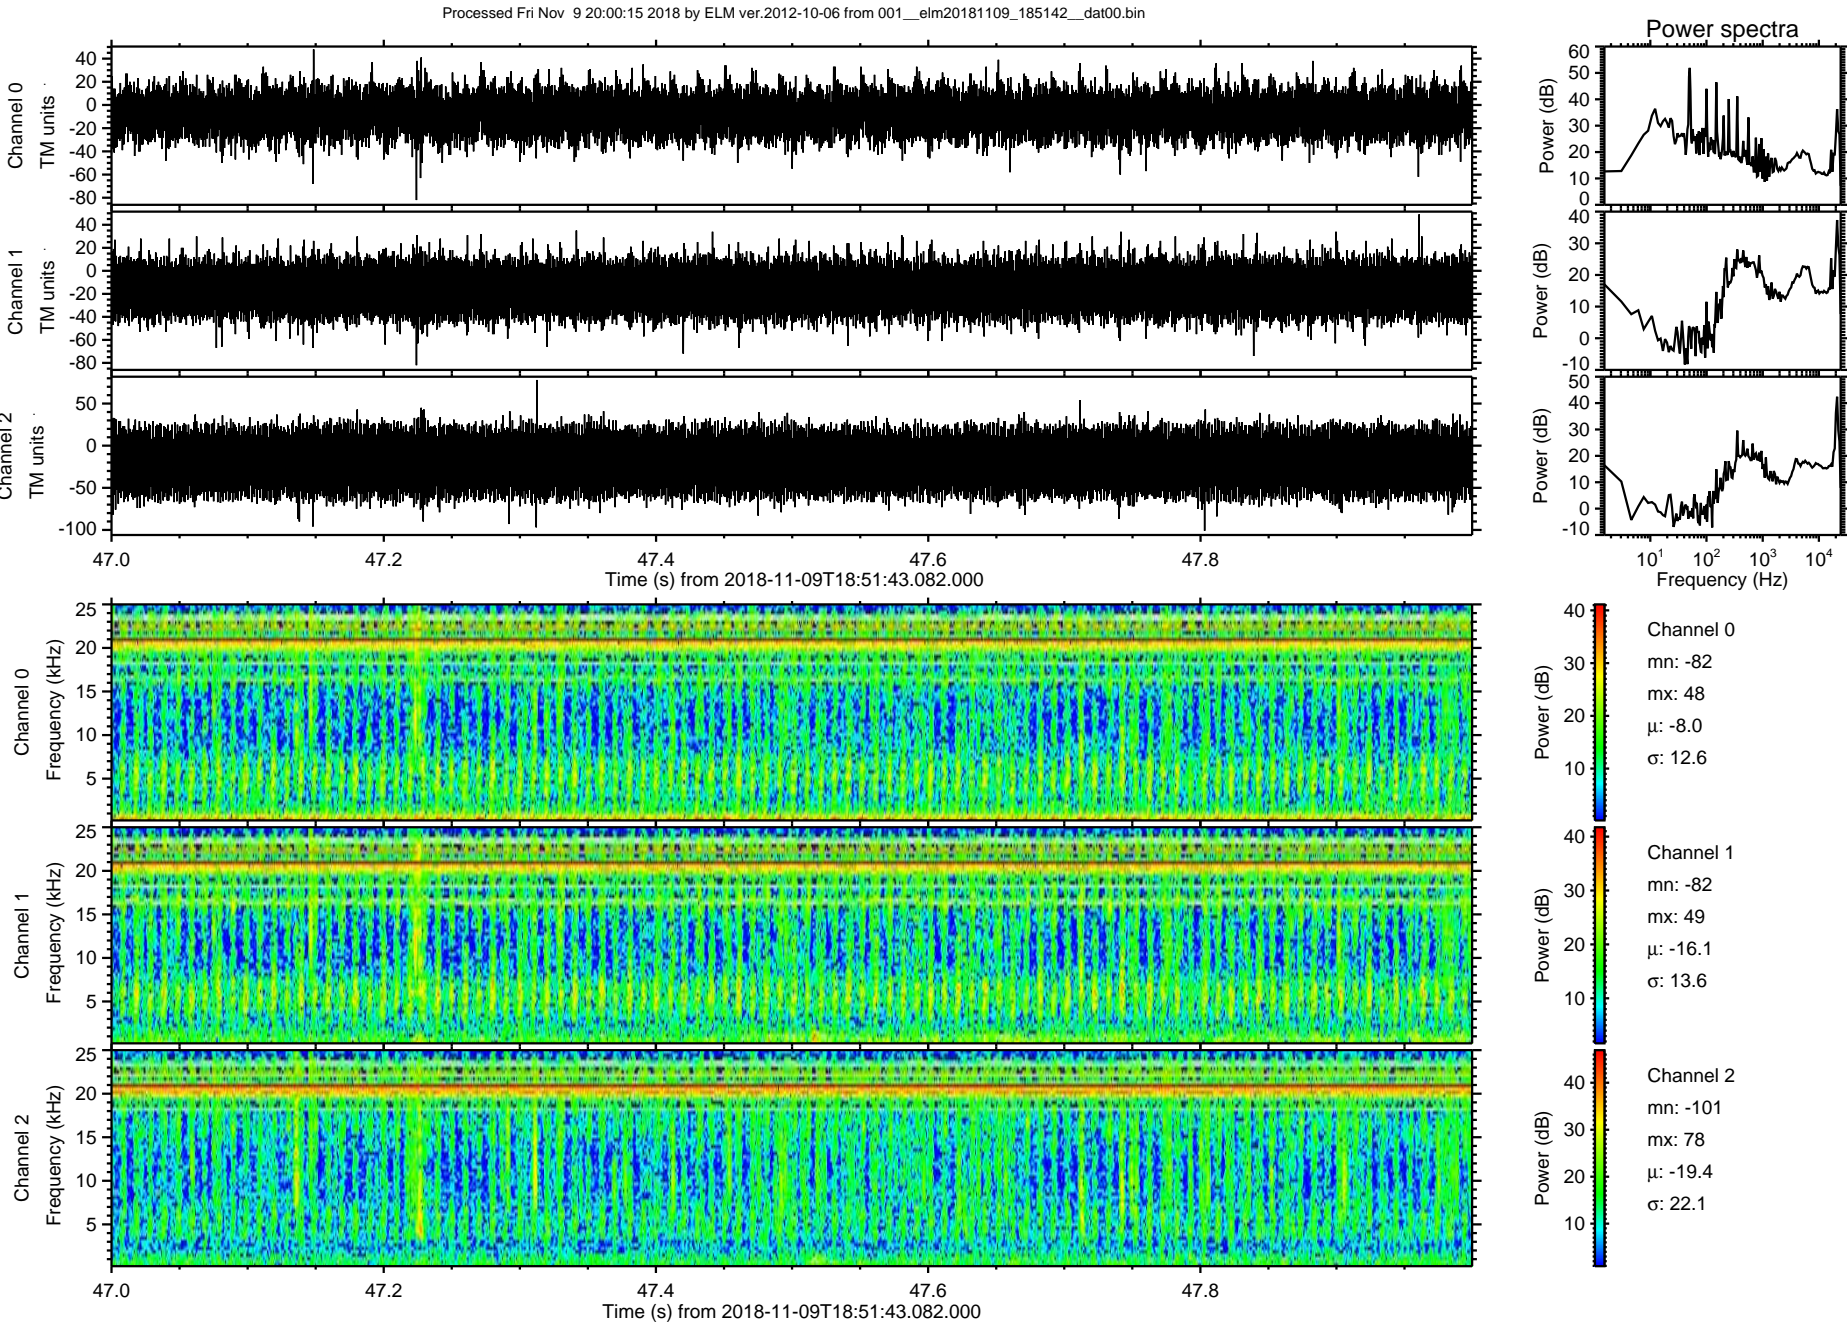 Processed Fri Nov  9 20:00:15 2018 by ELM ver.2012-10-06 from 001__elm20181109_185142__dat00.bin
Power spectra
Channel 0
TM units
40
20
0
-20
-40
-60
-80
Power (dB)
60
50
40
30
20
10
0
Channel 1
TM units
40
20
0
-20
-40
-60
-80
Power (dB)
40
30
20
10
0
-10
Channel 2
TM units
50
0
-50
-100
Power (dB)
50
40
30
20
10
0
-10
47.0 47.2 47.4 47.6 47.8
Time (s) from 2018-11-09T18:51:43.082.000
10^1 10^2 10^3 10^4
Frequency (Hz)
Channel 0
Frequency (kHz)
25
20
15
10
5
Power (dB)
40
30
20
10
Channel 0
mn: -82
mx: 48
μ: -8.0
σ: 12.6
Channel 1
Frequency (kHz)
25
20
15
10
5
Power (dB)
40
30
20
10
Channel 1
mn: -82
mx: 49
μ: -16.1
σ: 13.6
Channel 2
Frequency (kHz)
25
20
15
10
5
Power (dB)
40
30
20
10
Channel 2
mn: -101
mx: 78
μ: -19.4
σ: 22.1
47.0 47.2 47.4 47.6 47.8
Time (s) from 2018-11-09T18:51:43.082.000